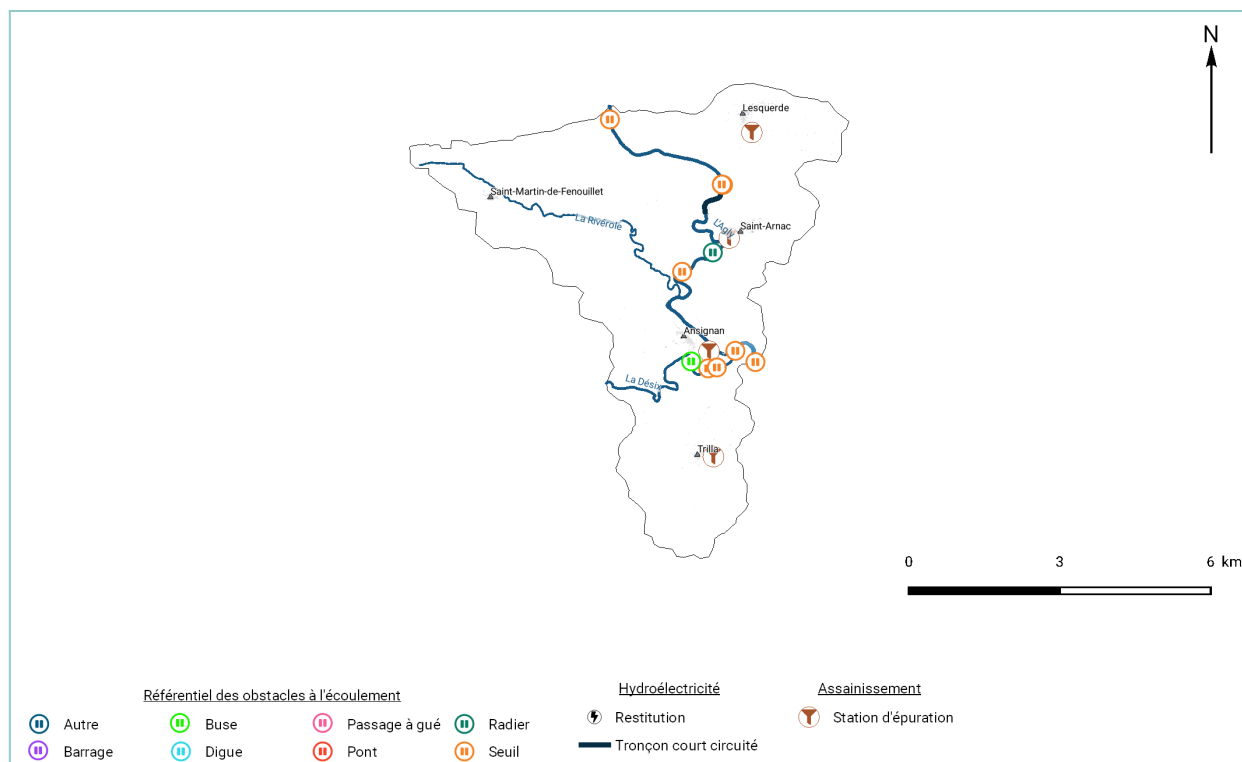 N
Lesquerde
Saint-Martin-de-Fenouillet
La Rivérole
L'Agly
Saint-Arnac
Ansignan
La Désix
Trilla
0 3 6 km
Référentiel des obstacles à l'écoulement
Hydroélectricité
Assainissement
Autre Buse Passage à gué Radier Restitution Station d'épuration
Barrage Digue Pont Seuil Tronçon court circuité